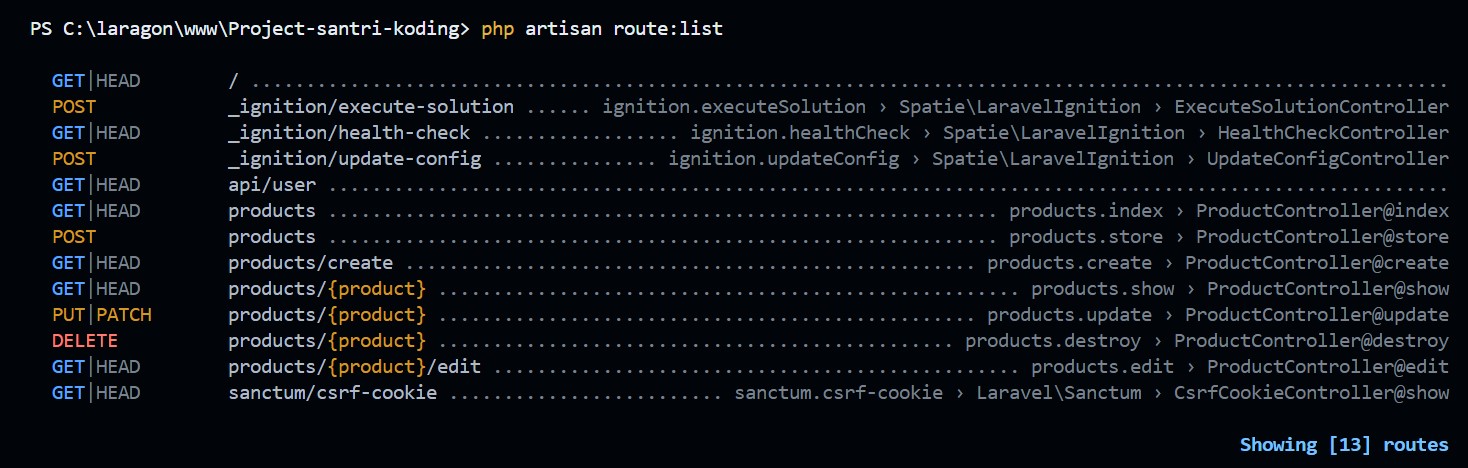 PS C:\laragon\www\Project-santri-koding> php artisan route:list
GET|HEAD / ..............................................................................................................
POST _ignition/execute-solution ...... ignition.executeSolution › Spatie\LaravelIgnition › ExecuteSolutionController
GET|HEAD _ignition/health-check .................. ignition.healthCheck › Spatie\LaravelIgnition › HealthCheckController
POST _ignition/update-config ............... ignition.updateConfig › Spatie\LaravelIgnition › UpdateConfigController
GET|HEAD api/user ......................................................................................................
GET|HEAD products ............................................................. products.index › ProductController@index
POST products ............................................................. products.store › ProductController@store
GET|HEAD products/create .................................................... products.create › ProductController@create
GET|HEAD products/{product} ..................................................... products.show › ProductController@show
PUT|PATCH products/{product} ................................................. products.update › ProductController@update
DELETE products/{product} ............................................... products.destroy › ProductController@destroy
GET|HEAD products/{product}/edit ................................................ products.edit › ProductController@edit
GET|HEAD sanctum/csrf-cookie ......................... sanctum.csrf-cookie › Laravel\Sanctum › CsrfCookieController@show
Showing [13] routes